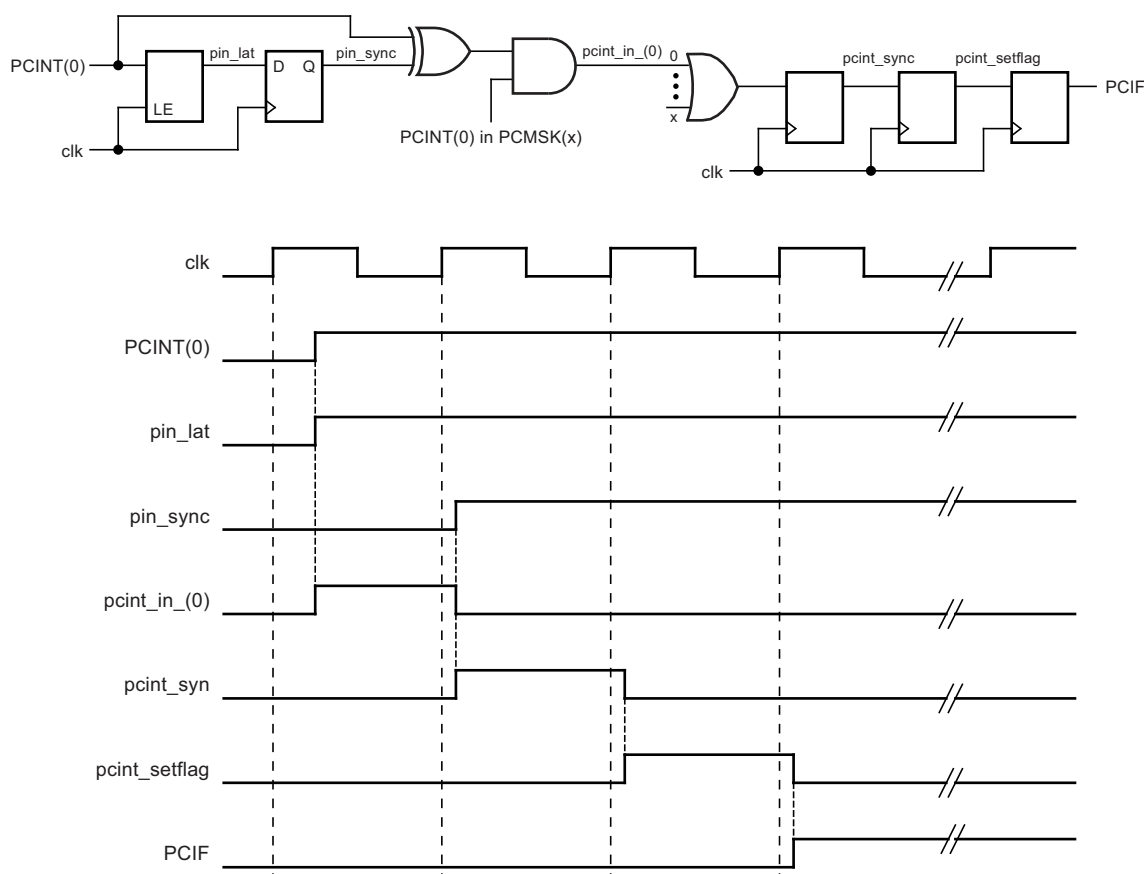 PCINT(0)
pin_lat
pin_sync
LE
D Q
clk
PCINT(0) in PCMSK(x)
pcint_in_(0)
0
x
pcint_sync
pcint_setflag
PCIF
clk
clk
PCINT(0)
pin_lat
pin_sync
pcint_in_(0)
pcint_syn
pcint_setflag
PCIF